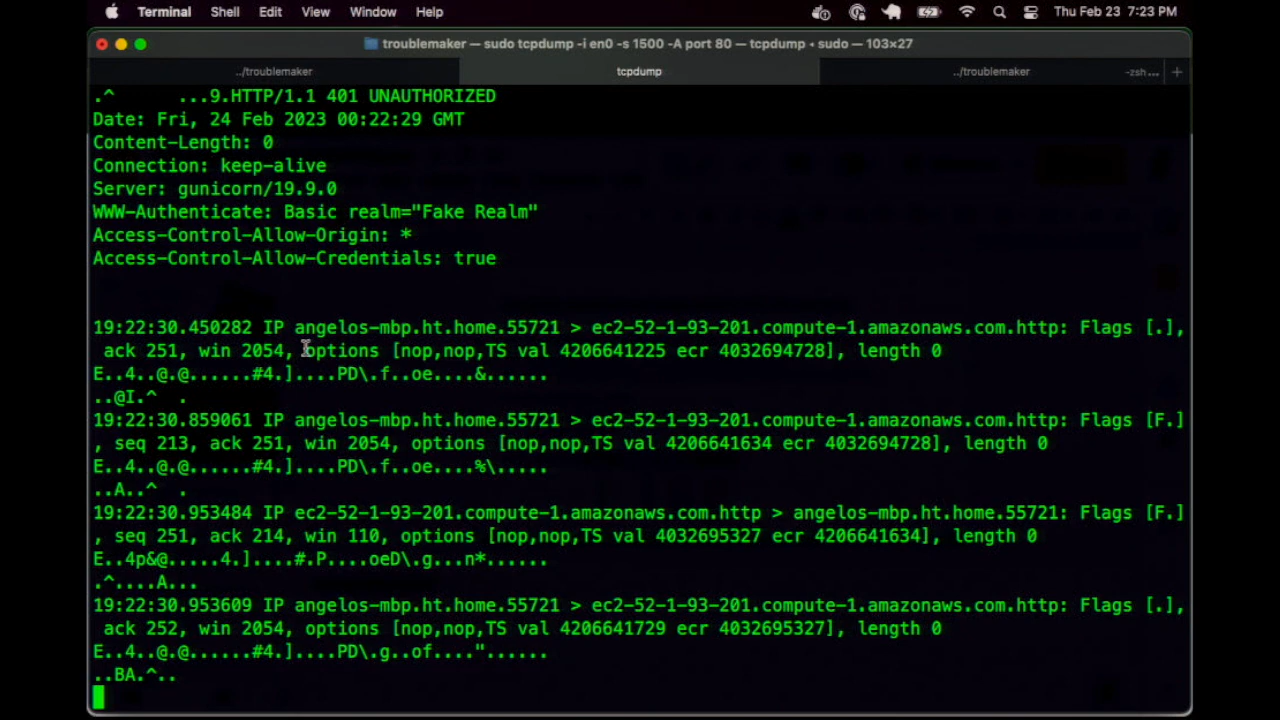 Terminal Shell Edit View Window Help Thu Feb 23 7:23 PM
troublemaker — sudo tcpdump -i en0 -s 1500 -A port 80 — tcpdump ◂ sudo — 103×27
../troublemaker tcpdump ../troublemaker -zsh... +
.^ ...9.HTTP/1.1 401 UNAUTHORIZED
Date: Fri, 24 Feb 2023 00:22:29 GMT
Content-Length: 0
Connection: keep-alive
Server: gunicorn/19.9.0
WWW-Authenticate: Basic realm="Fake Realm"
Access-Control-Allow-Origin: *
Access-Control-Allow-Credentials: true
19:22:30.450282 IP angelos-mbp.ht.home.55721 > ec2-52-1-93-201.compute-1.amazonaws.com.http: Flags [.],
ack 251, win 2054, options [nop,nop,TS val 4206641225 ecr 4032694728], length 0
E..4..@.@......#4.]....PD\.f..oe....&......
..@I.^ .
19:22:30.859061 IP angelos-mbp.ht.home.55721 > ec2-52-1-93-201.compute-1.amazonaws.com.http: Flags [F.]
, seq 213, ack 251, win 2054, options [nop,nop,TS val 4206641634 ecr 4032694728], length 0
E..4..@.@......#4.]....PD\.f..oe....%\.....
..A..^ .
19:22:30.953484 IP ec2-52-1-93-201.compute-1.amazonaws.com.http > angelos-mbp.ht.home.55721: Flags [F.]
, seq 251, ack 214, win 110, options [nop,nop,TS val 4032695327 ecr 4206641634], length 0
E..4p&@.....4.]....#.P....oeD\.g...n*......
.^....A...
19:22:30.953609 IP angelos-mbp.ht.home.55721 > ec2-52-1-93-201.compute-1.amazonaws.com.http: Flags [.],
ack 252, win 2054, options [nop,nop,TS val 4206641729 ecr 4032695327], length 0
E..4..@.@......#4.]....PD\.g..of...."......
..BA.^..